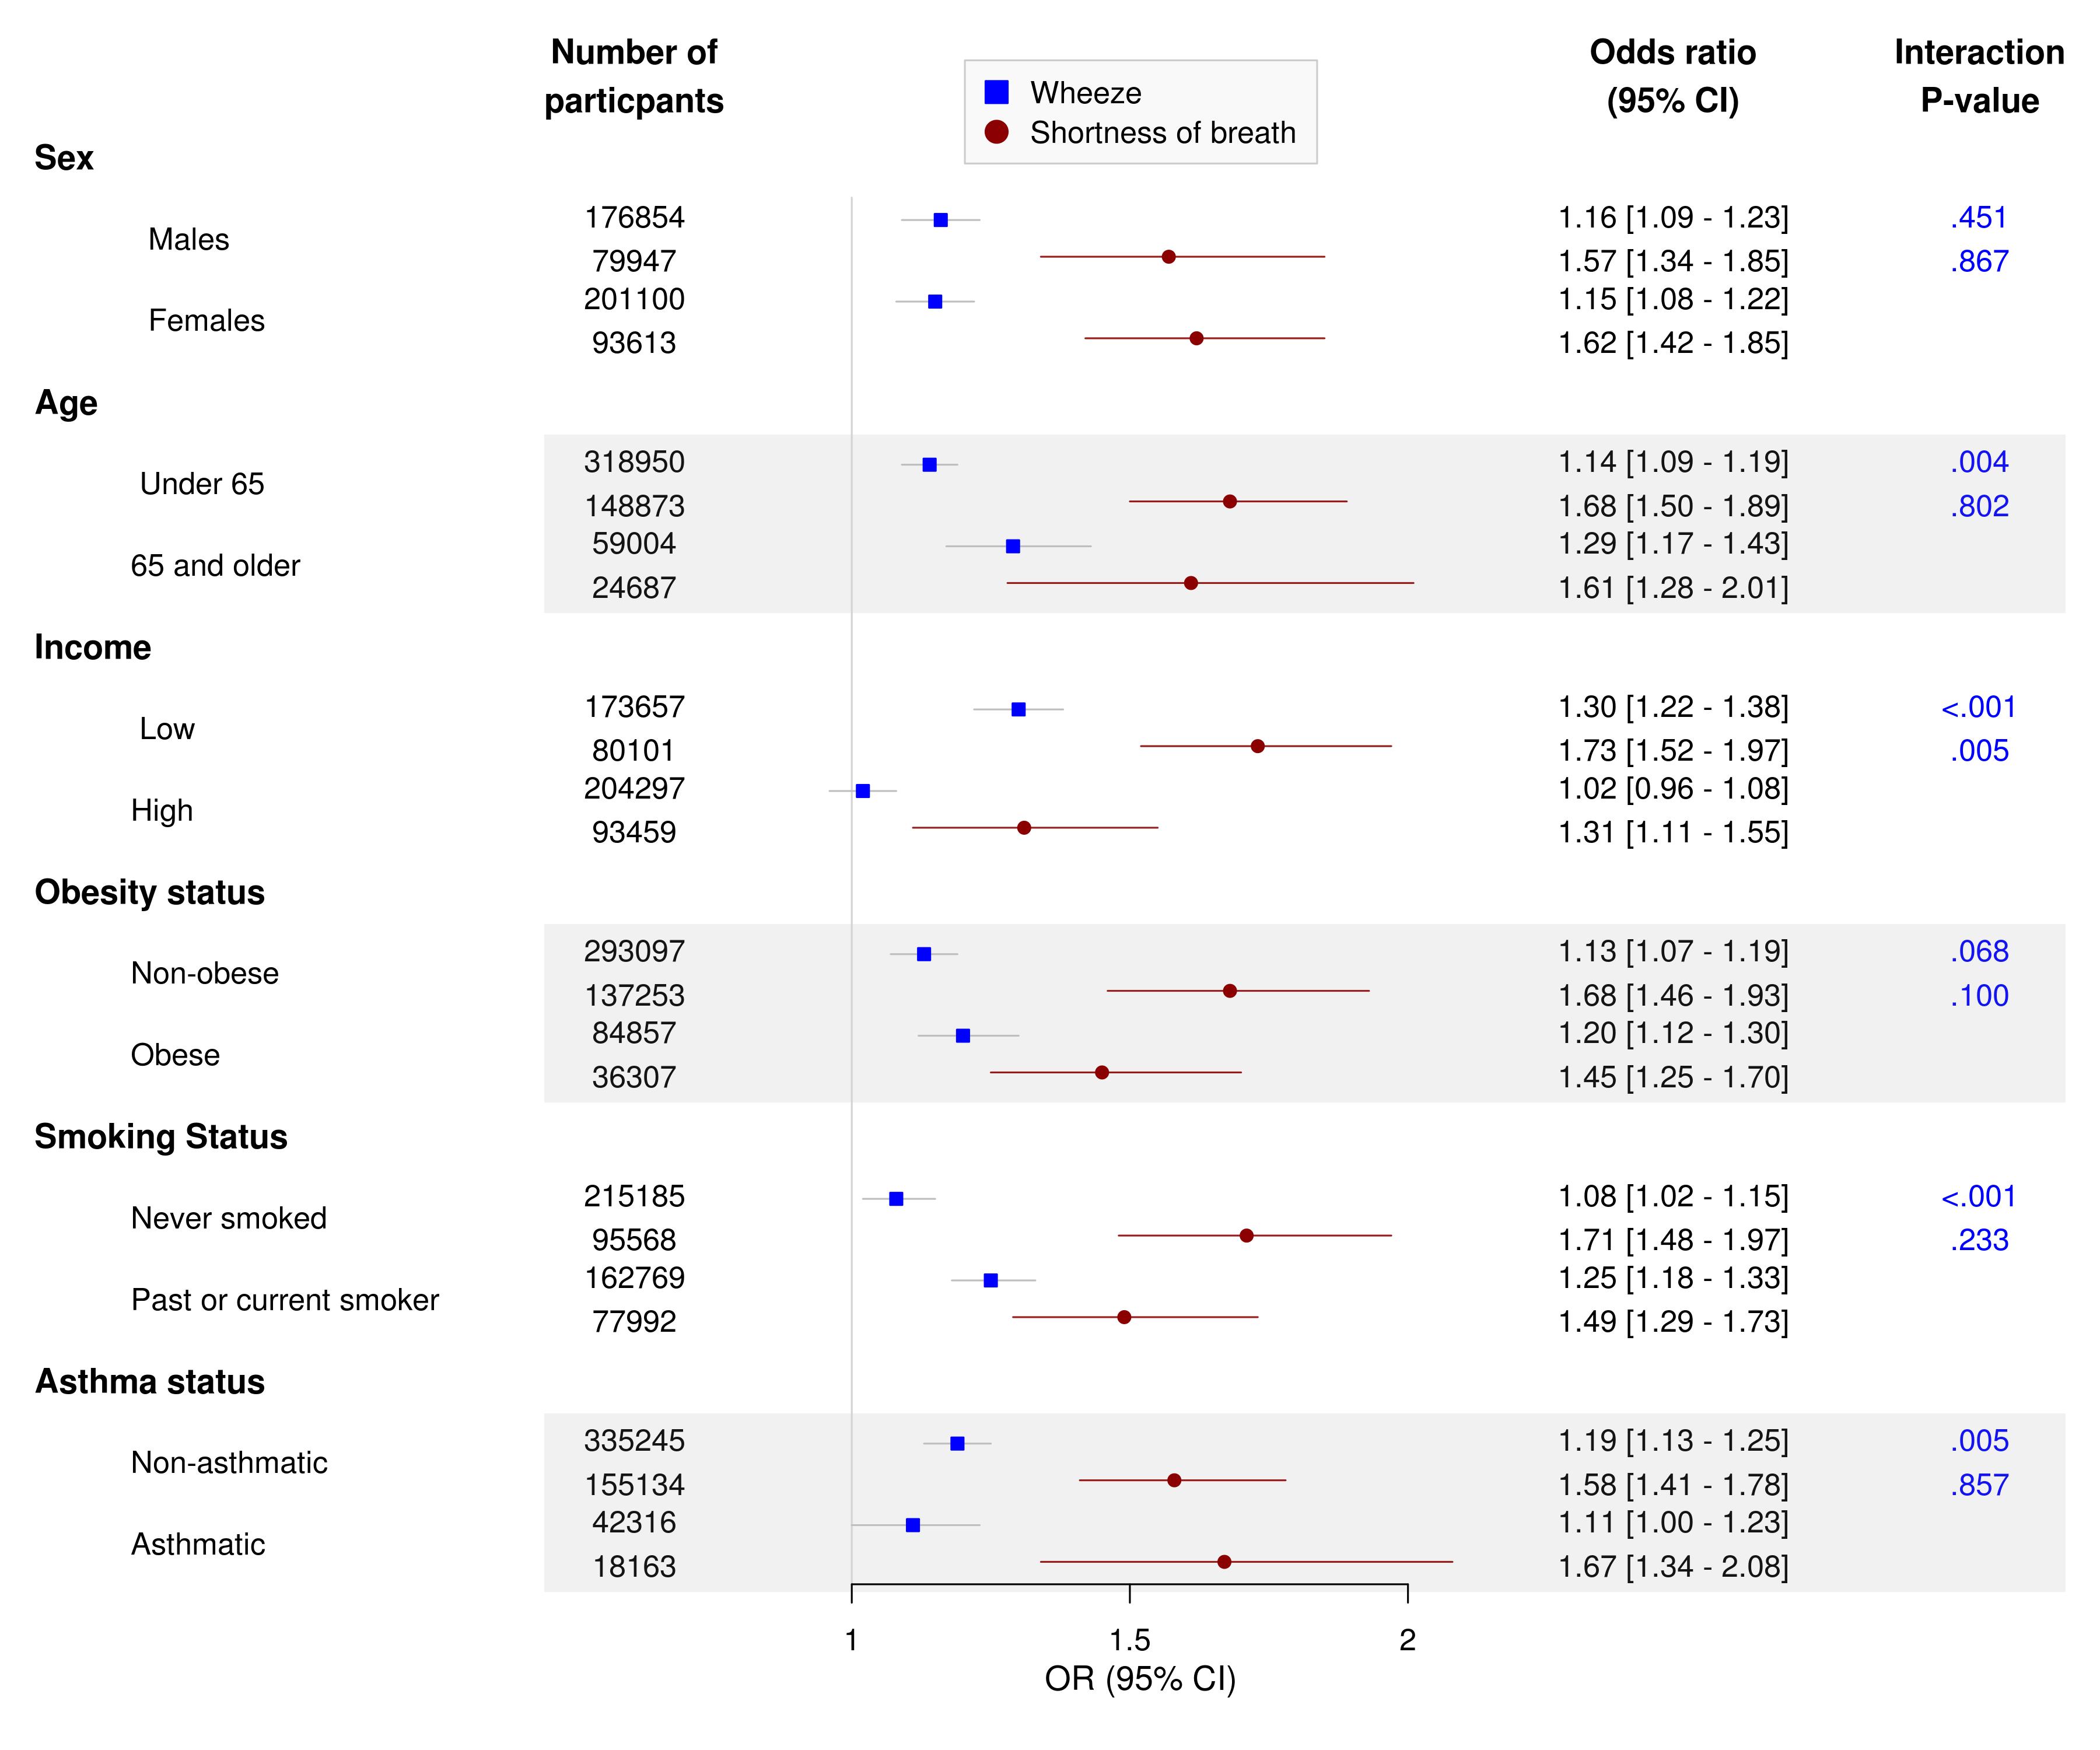 Number of Odds ratio Interaction
particpants (95% CI) P-value
Wheeze
Shortness of breath
Sex
Males
176854 1.16 [1.09 - 1.23] .451
79947 1.57 [1.34 - 1.85] .867
Females
201100 1.15 [1.08 - 1.22]
93613 1.62 [1.42 - 1.85]
Age
Under 65
318950 1.14 [1.09 - 1.19] .004
148873 1.68 [1.50 - 1.89] .802
65 and older
59004 1.29 [1.17 - 1.43]
24687 1.61 [1.28 - 2.01]
Income
Low
173657 1.30 [1.22 - 1.38] <.001
80101 1.73 [1.52 - 1.97] .005
High
204297 1.02 [0.96 - 1.08]
93459 1.31 [1.11 - 1.55]
Obesity status
Non-obese
293097 1.13 [1.07 - 1.19] .068
137253 1.68 [1.46 - 1.93] .100
Obese
84857 1.20 [1.12 - 1.30]
36307 1.45 [1.25 - 1.70]
Smoking Status
Never smoked
215185 1.08 [1.02 - 1.15] <.001
95568 1.71 [1.48 - 1.97] .233
Past or current smoker
162769 1.25 [1.18 - 1.33]
77992 1.49 [1.29 - 1.73]
Asthma status
Non-asthmatic
335245 1.19 [1.13 - 1.25] .005
155134 1.58 [1.41 - 1.78] .857
Asthmatic
42316 1.11 [1.00 - 1.23]
18163 1.67 [1.34 - 2.08]
1 1.5 2
OR (95% CI)